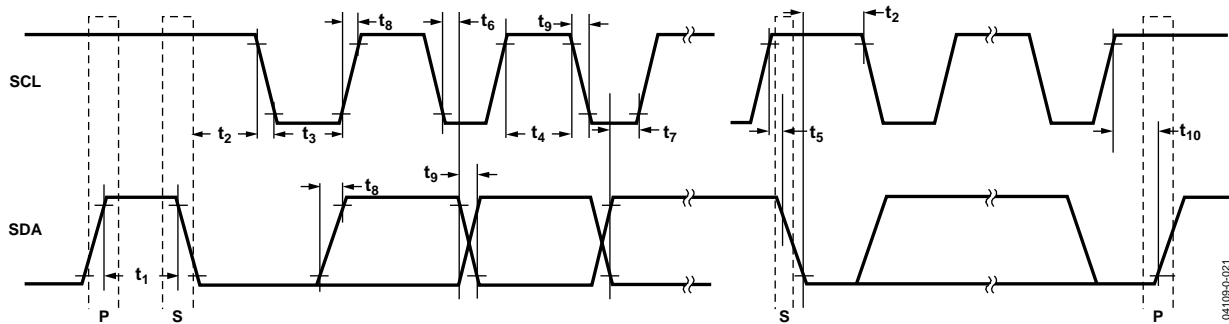 t8 t6 t9 t2
SCL
t2 t3 t4 t7 t5 t10
t9
t8
SDA
t1
P S S P
04109-0-021